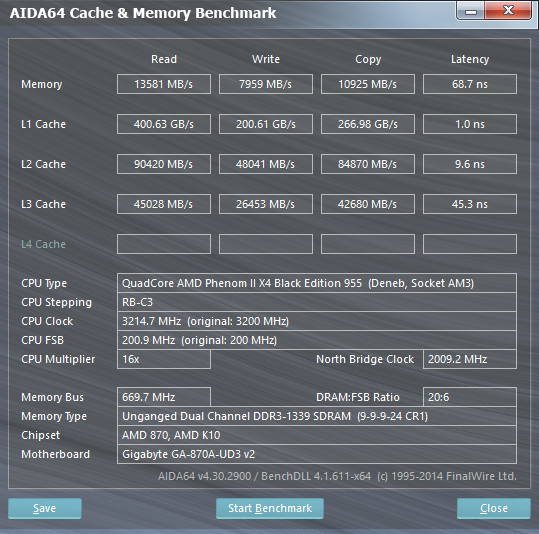 AIDA64 Cache & Memory Benchmark
Read Write Copy Latency
Memory 13581 MB/s 7959 MB/s 10925 MB/s 68.7 ns
L1 Cache 400.63 GB/s 200.61 GB/s 266.98 GB/s 1.0 ns
L2 Cache 90420 MB/s 48041 MB/s 84870 MB/s 9.6 ns
L3 Cache 45028 MB/s 26453 MB/s 42680 MB/s 45.3 ns
L4 Cache
CPU Type QuadCore AMD Phenom II X4 Black Edition 955 (Deneb, Socket AM3)
CPU Stepping RB-C3
CPU Clock 3214.7 MHz (original: 3200 MHz)
CPU FSB 200.9 MHz (original: 200 MHz)
CPU Multiplier 16x North Bridge Clock 2009.2 MHz
Memory Bus 669.7 MHz DRAM:FSB Ratio 20:6
Memory Type Unganged Dual Channel DDR3-1339 SDRAM (9-9-9-24 CR1)
Chipset AMD 870, AMD K10
Motherboard Gigabyte GA-870A-UD3 v2
AIDA64 v4.30.2900 / BenchDLL 4.1.611-x64 (c) 1995-2014 FinalWire Ltd.
Save Start Benchmark Close